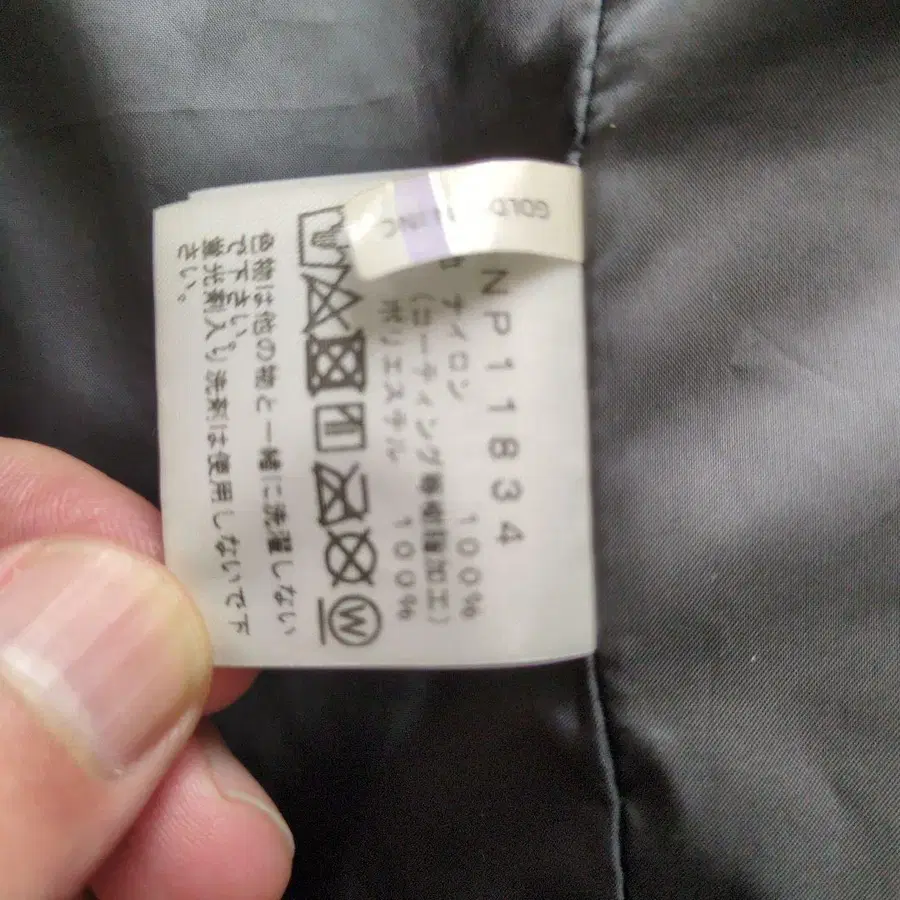 GOLD
INC
NP11834
ナイロン 100%
(コーティング等樹脂加工)
ポリエステル 100%
W
色物は他の物と一緒に洗濯しない
で下さい。
蛍光剤入り洗剤は使用しないで下
さい。